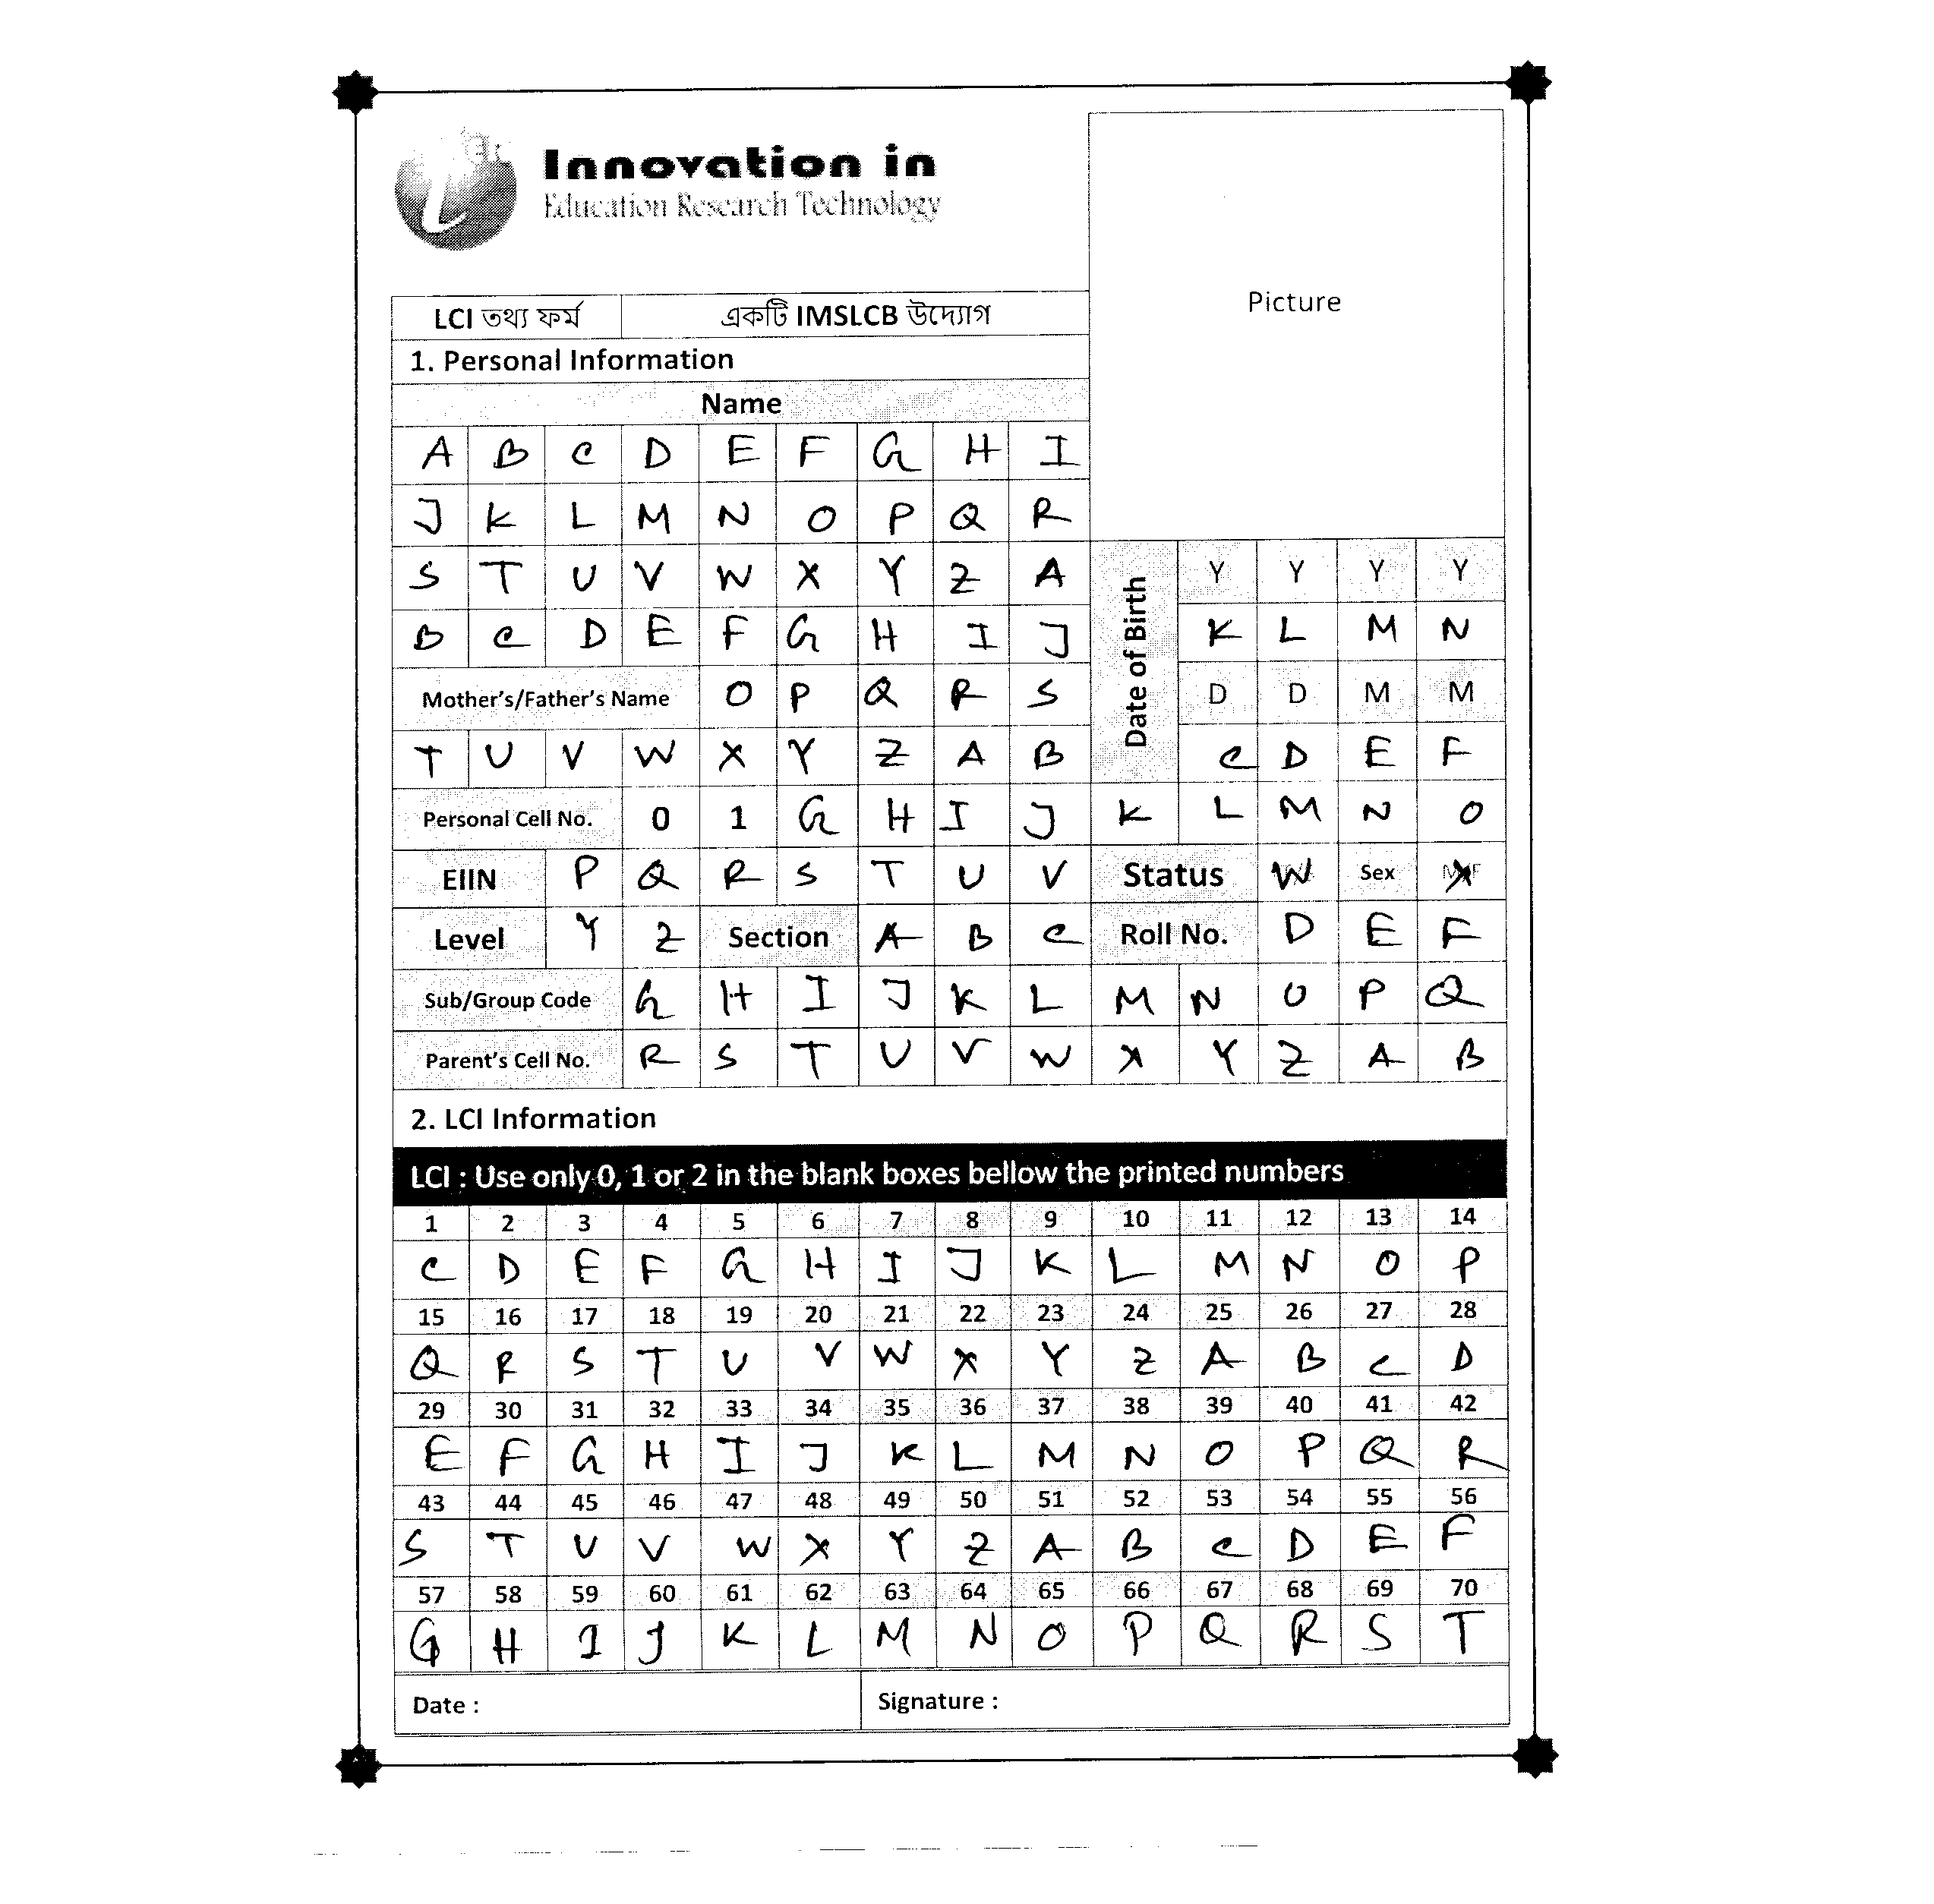 Innovation in
Education Research Technology
Picture
LCI তথ্য ফর্ম একটি IMSLCB উদ্যোগ
1. Personal Information
Name
A B C D E F G H I
J K L M N O P Q R
S T U V W X Y Z A
Date of Birth Y Y Y Y
B C D E F G H I J K L M N
Mother's/Father's Name O P Q R S D D M M
T U V W X Y Z A B C D E F
Personal Cell No. 0 1 G H I J K L M N O
EIIN P Q R S T U V Status W Sex X
Level Y Z Section A B C Roll No. D E F
Sub/Group Code G H I J K L M N O P Q
Parent's Cell No. R S T U V W X Y Z A B
2. LCI Information
LCI : Use only 0, 1 or 2 in the blank boxes bellow the printed numbers
1 2 3 4 5 6 7 8 9 10 11 12 13 14
C D E F G H I J K L M N O P
15 16 17 18 19 20 21 22 23 24 25 26 27 28
Q R S T U V W X Y Z A B C D
29 30 31 32 33 34 35 36 37 38 39 40 41 42
E F G H I J K L M N O P Q R
43 44 45 46 47 48 49 50 51 52 53 54 55 56
S T U V W X Y Z A B C D E F
57 58 59 60 61 62 63 64 65 66 67 68 69 70
G H I J K L M N O P Q R S T
Date : Signature :